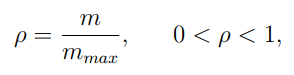 ρ = m / m_max,    0 < ρ < 1,